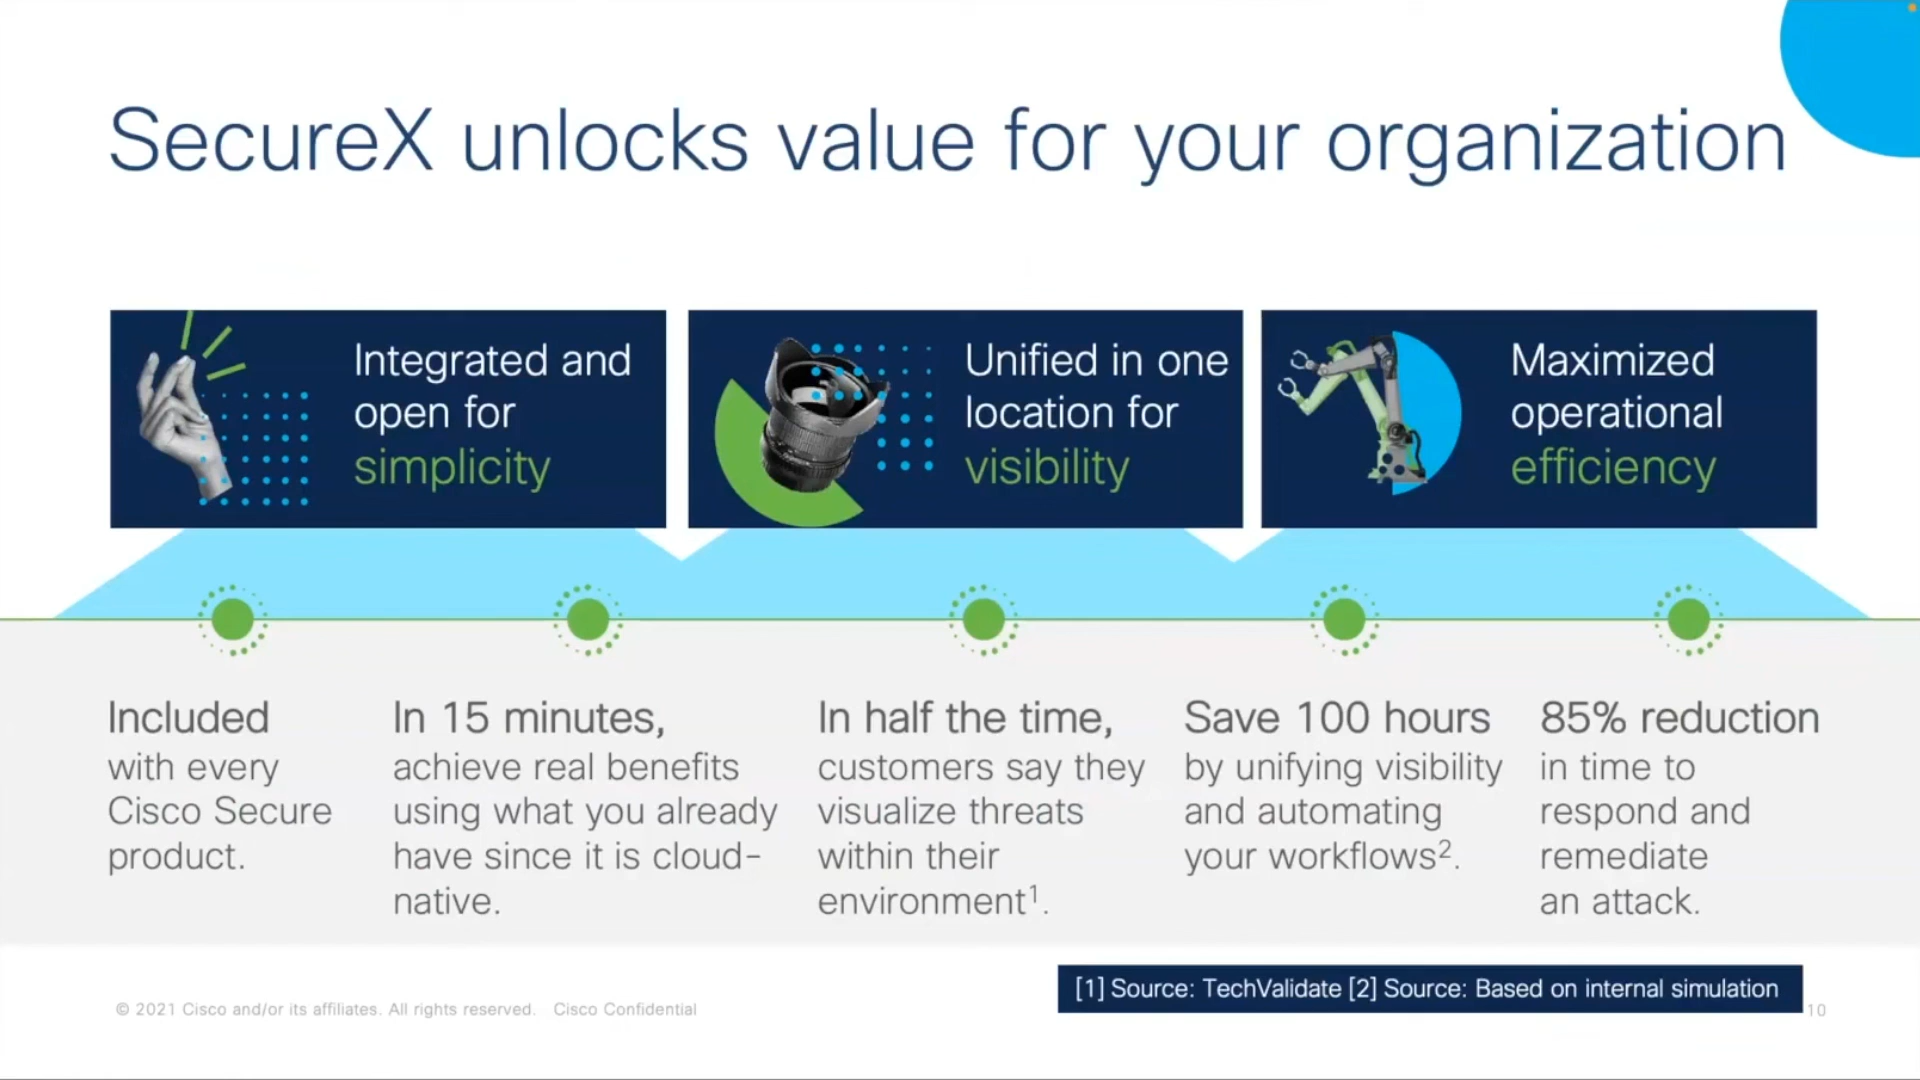 SecureX unlocks value for your organization
Integrated and
open for
simplicity
Unified in one
location for
visibility
Maximized
operational
efficiency
Included
with every
Cisco Secure
product.
In 15 minutes,
achieve real benefits
using what you already
have since it is cloud-
native.
In half the time,
customers say they
visualize threats
within their
environment¹.
Save 100 hours
by unifying visibility
and automating
your workflows².
85% reduction
in time to
respond and
remediate
an attack.
[1] Source: TechValidate [2] Source: Based on internal simulation
© 2021 Cisco and/or its affiliates. All rights reserved. Cisco Confidential
10